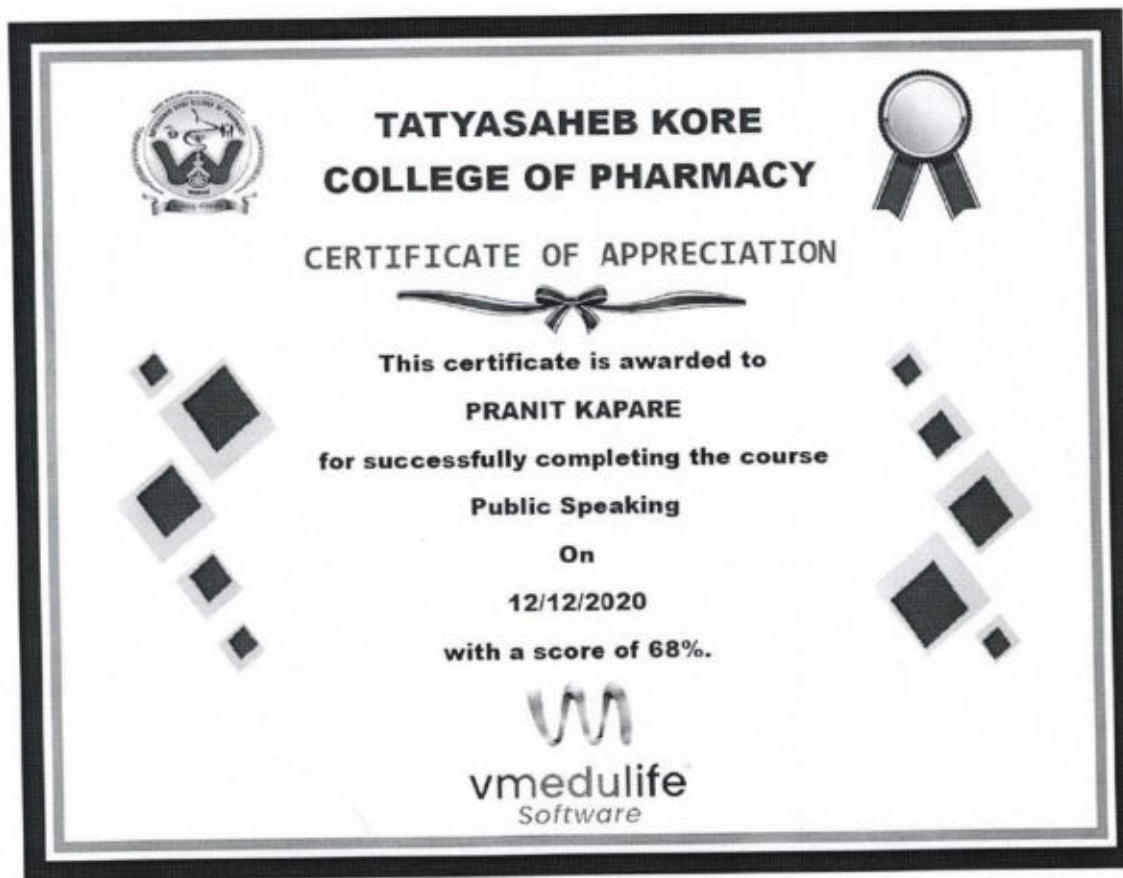 TATYASAHEB KORE
COLLEGE OF PHARMACY
CERTIFICATE OF APPRECIATION
This certificate is awarded to
PRANIT KAPARE
for successfully completing the course
Public Speaking
On
12/12/2020
with a score of 68%.
vmedulife
Software